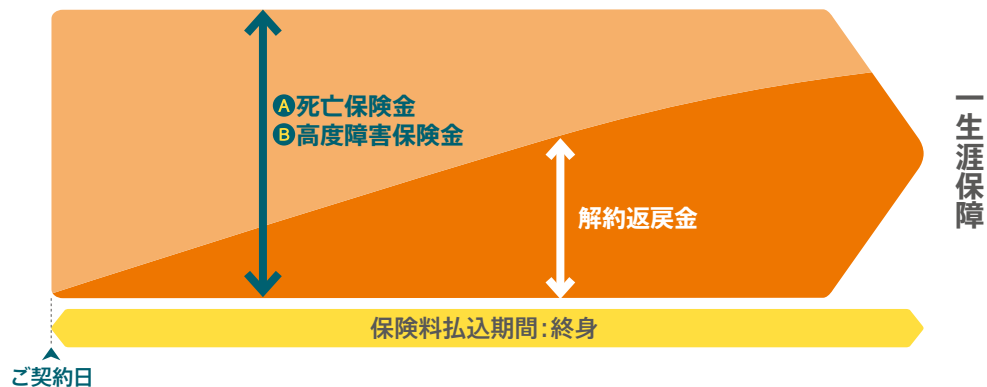 Ⓐ死亡保険金
Ⓑ高度障害保険金
解約返戻金
一生涯保障
保険料払込期間：終身
ご契約日